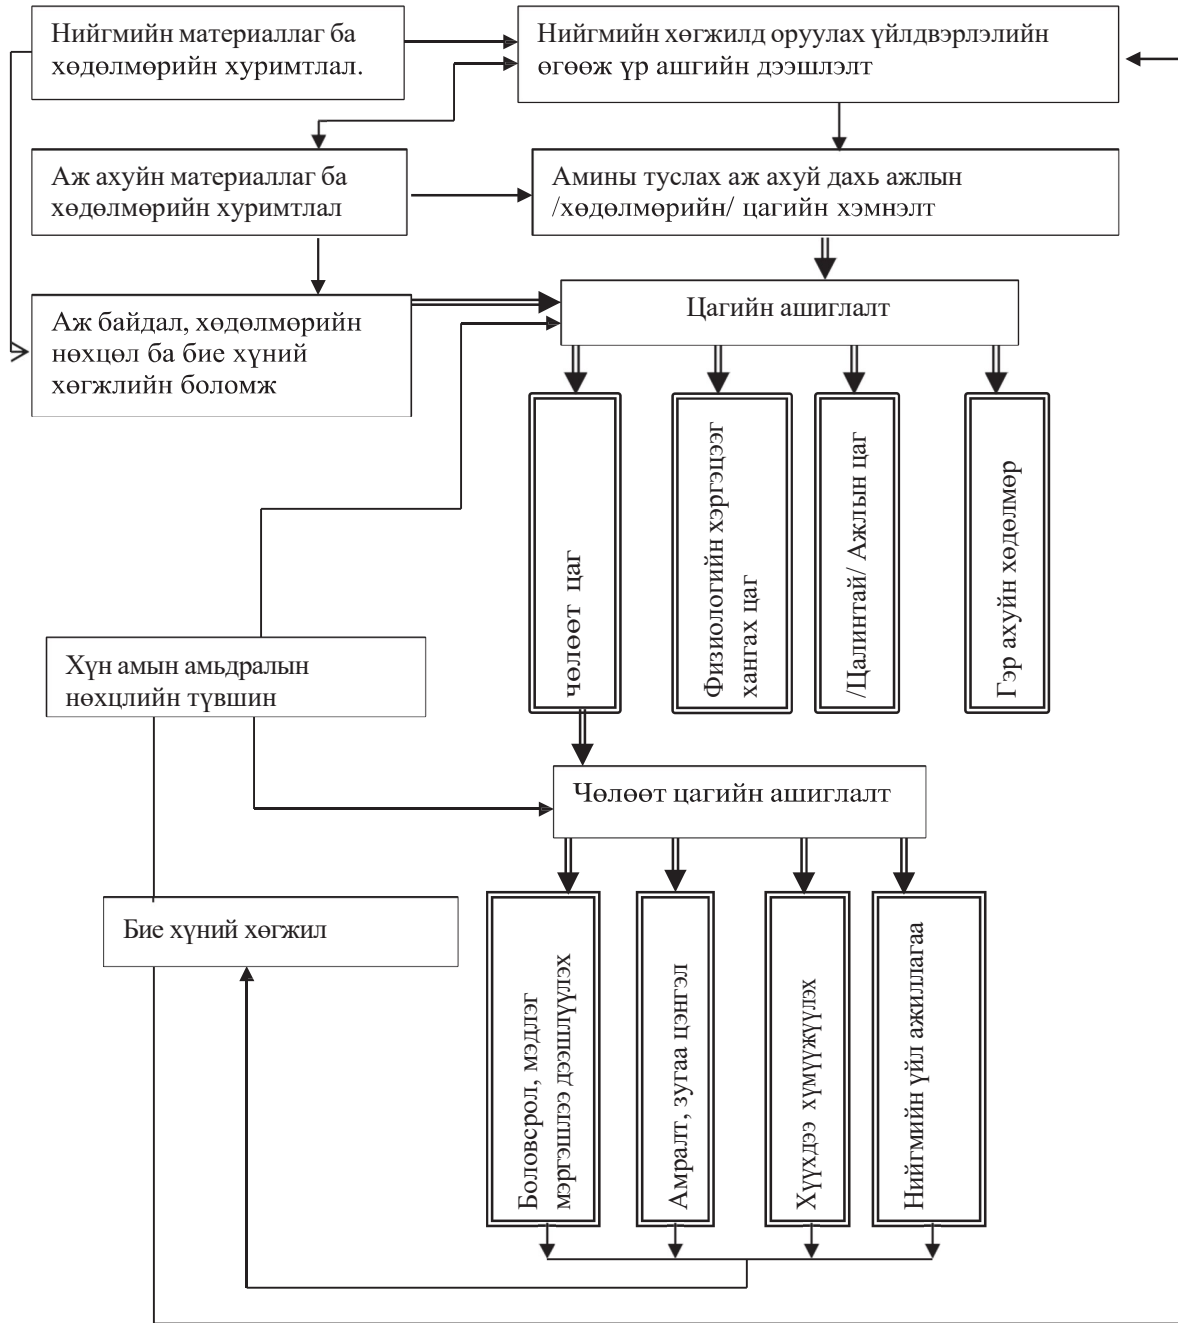 Нийгмийн материаллаг ба
хөдөлмөрийн хуримтлал.
Нийгмийн хөгжилд оруулах үйлдвэрлэлийн
өгөөж үр ашгийн дээшлэлт
Аж ахуйн материаллаг ба
хөдөлмөрийн хуримтлал
Амины туслах аж ахуй дахь ажлын
/хөдөлмөрийн/ цагийн хэмнэлт
Аж байдал, хөдөлмөрийн
нөхцөл ба бие хүний
хөгжлийн боломж
Цагийн ашиглалт
чөлөөт цаг
Физиологийн хэргэдээг
хангах цаг
/Цалинтай/ Ажлын цаг
Гэр ахуйн хөдөлмөр
Хүн амын амьдралын
нөхцлийн түвшин
Чөлөөт цагийн ашиглалт
Бие хүний хөгжил
Боловсрол, мэдлэг
мэргэшлээ дээшлүүлэх
Амралт, зугаа цэнгэл
Хүүхдээ хүмүүжүүлэх
Нийгмийн үйл ажиллагаа